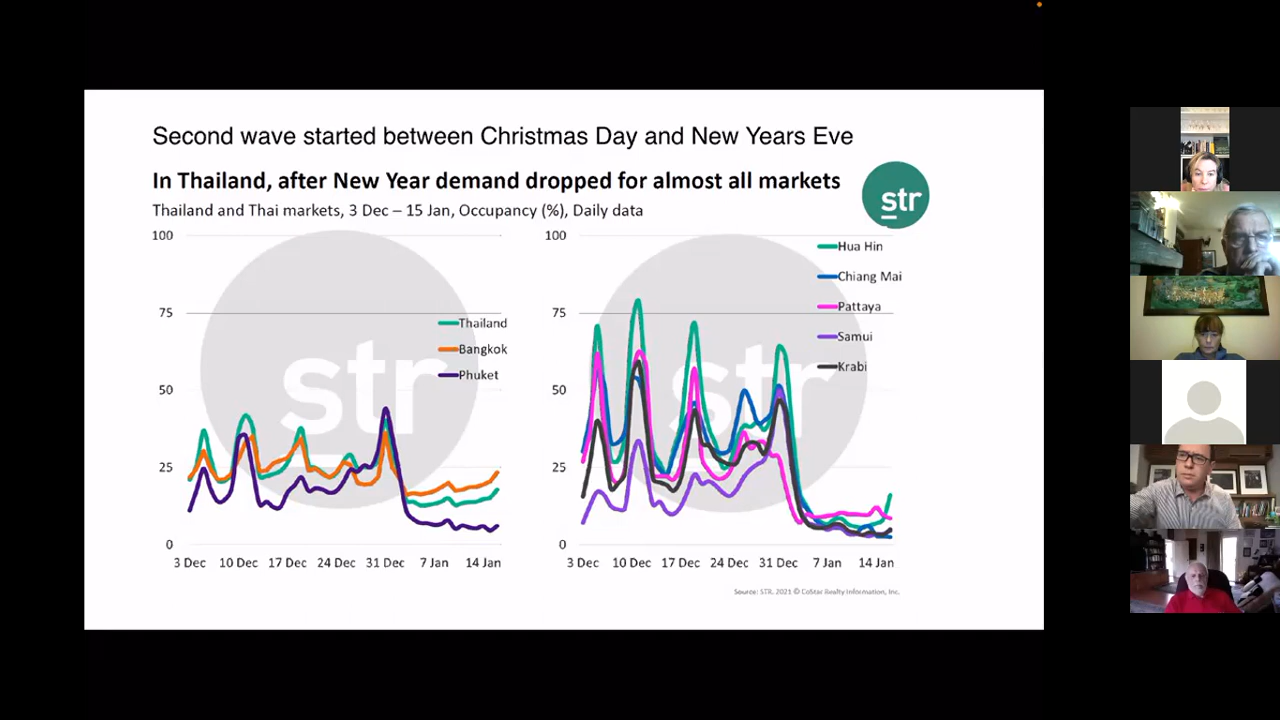 Second wave started between Christmas Day and New Years Eve
In Thailand, after New Year demand dropped for almost all markets
str
Thailand and Thai markets, 3 Dec – 15 Jan, Occupancy (%), Daily data
100
75
50
25
0
3 Dec 10 Dec 17 Dec 24 Dec 31 Dec 7 Jan 14 Jan
Thailand
Bangkok
Phuket
str
100
75
50
25
0
3 Dec 10 Dec 17 Dec 24 Dec 31 Dec 7 Jan 14 Jan
Hua Hin
Chiang Mai
Pattaya
Samui
Krabi
str
Source: STR, 2021 © CoStar Realty Information, Inc.